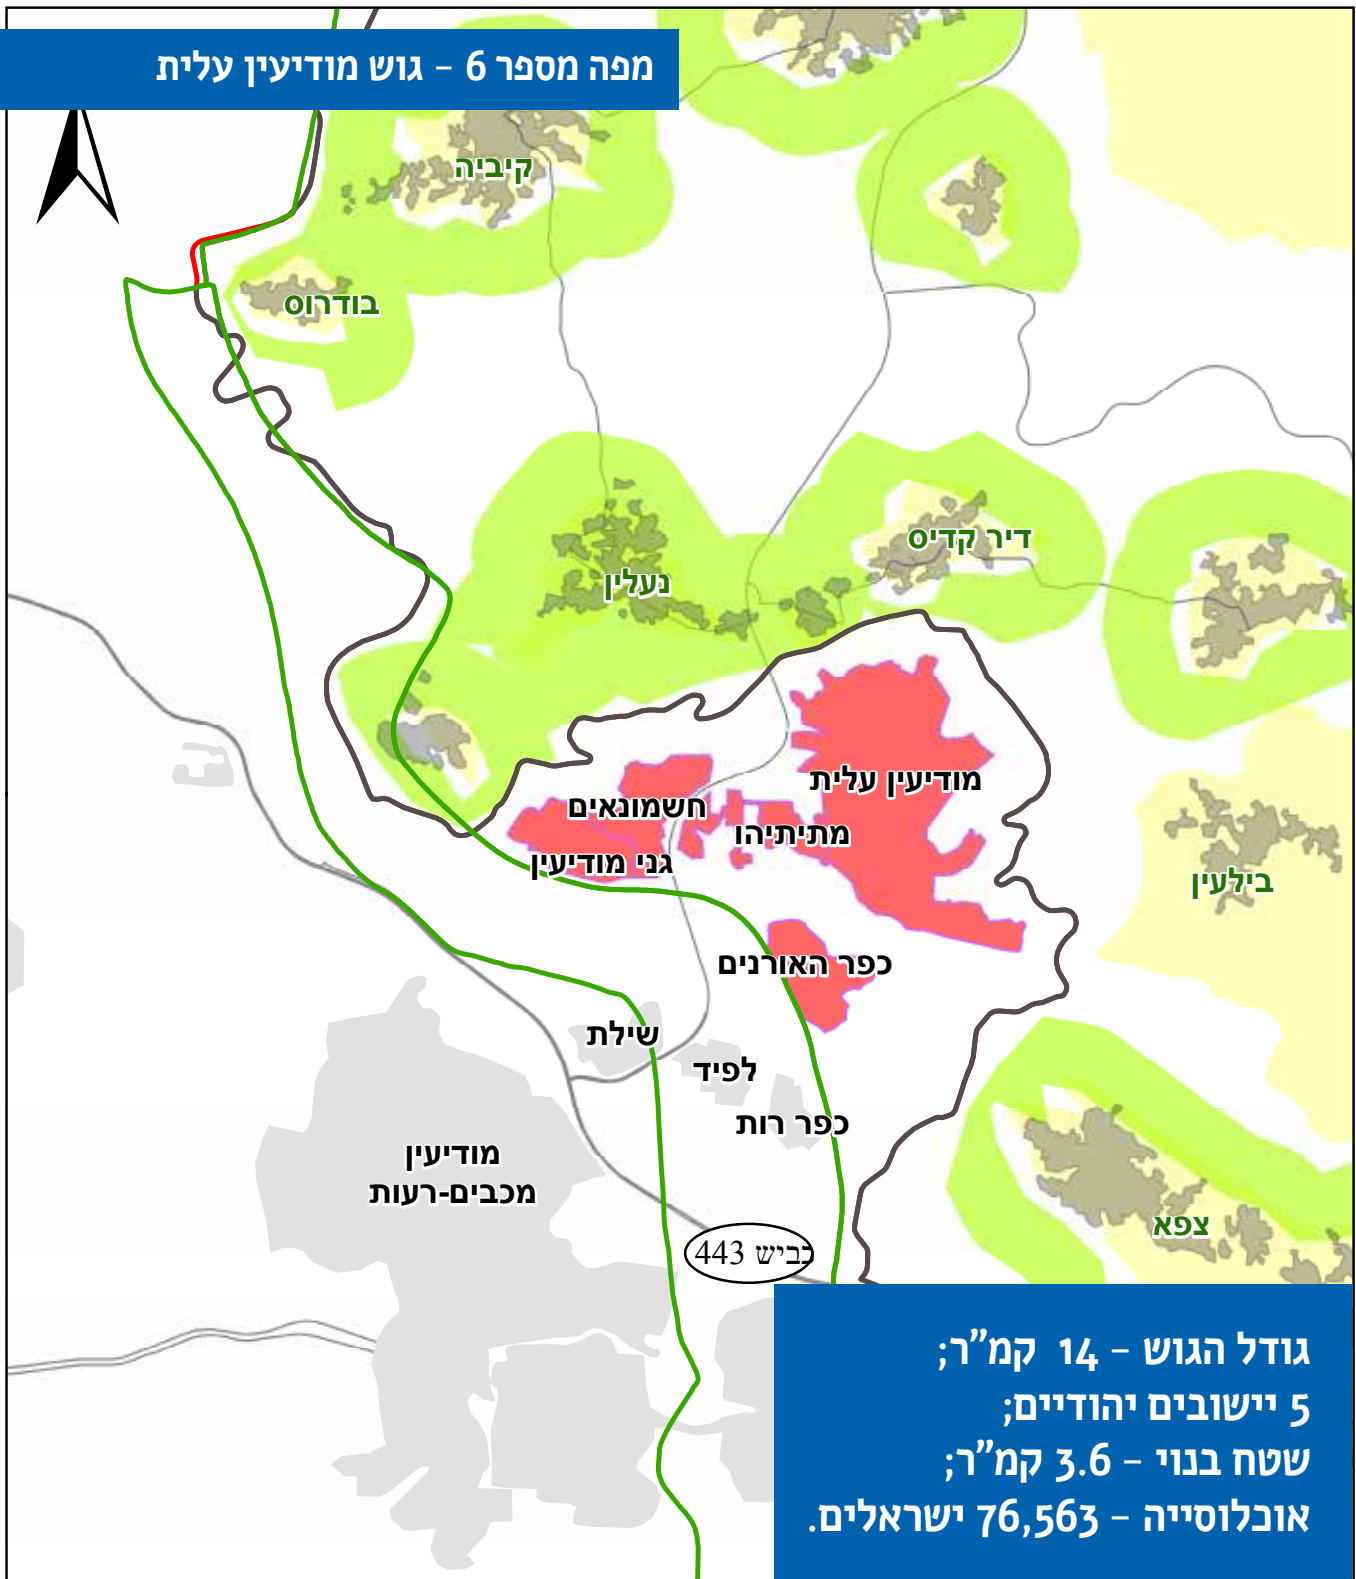 מפה מספר 6 – גוש מודיעין עלית
קיביה
בודרוס
דיר קדיס
נעלין
מודיעין עלית
חשמונאים
מתיתיהו
גני מודיעין
בילעין
כפר האורנים
שילת
לפיד
כפר רות
מודיעין
מכבים-רעות
צפא
כביש 443
גודל הגוש – 14 קמ"ר;
5 יישובים יהודיים;
שטח בנוי – 3.6 קמ"ר;
אוכלוסייה – 76,563 ישראלים.